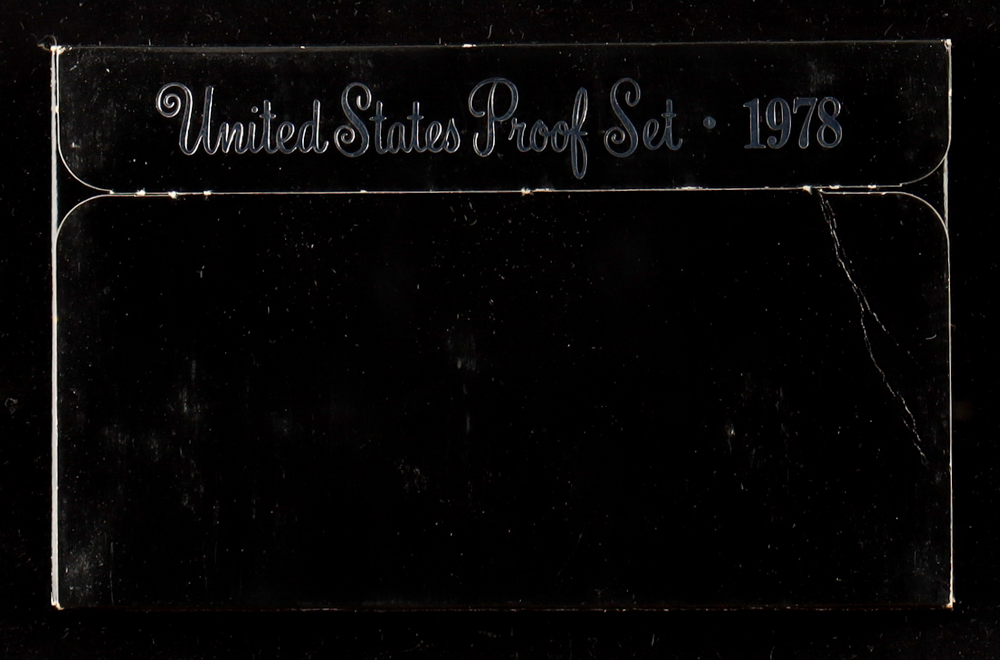 United States Proof Set • 1978